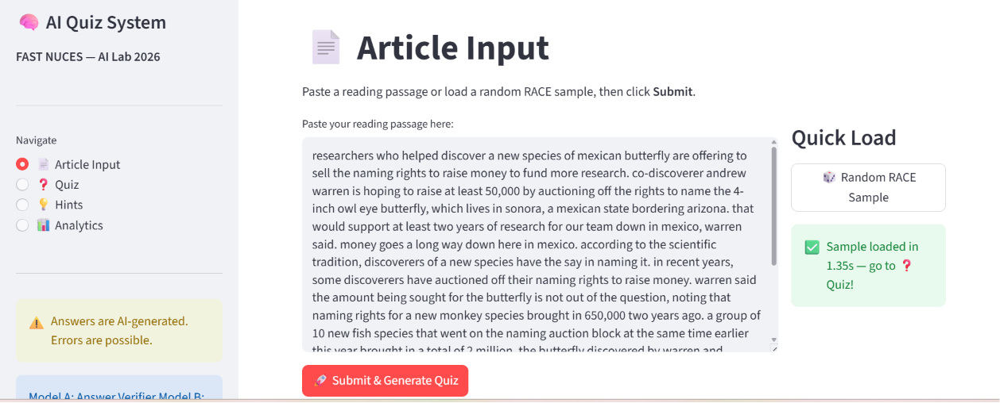 AI Quiz System
FAST NUCES — AI Lab 2026
Navigate
Article Input
Quiz
Hints
Analytics
Answers are AI-generated.
Errors are possible.
Model A: Answer Verifier Model B:
Article Input
Paste a reading passage or load a random RACE sample, then click Submit.
Paste your reading passage here:
researchers who helped discover a new species of mexican butterfly are offering to
sell the naming rights to raise money to fund more research. co-discoverer andrew
warren is hoping to raise at least 50,000 by auctioning off the rights to name the 4-
inch owl eye butterfly, which lives in sonora, a mexican state bordering arizona. that
would support at least two years of research for our team down in mexico, warren
said. money goes a long way down here in mexico. according to the scientific
tradition, discoverers of a new species have the say in naming it. in recent years,
some discoverers have auctioned off their naming rights to raise money. warren said
the amount being sought for the butterfly is not out of the question, noting that
naming rights for a new monkey species brought in 650,000 two years ago. a group of
10 new fish species that went on the naming auction block at the same time earlier
this year brought in a total of 2 million. the butterfly discovered by warren and
Submit & Generate Quiz
Quick Load
Random RACE
Sample
Sample loaded in
1.35s — go to ❓
Quiz!